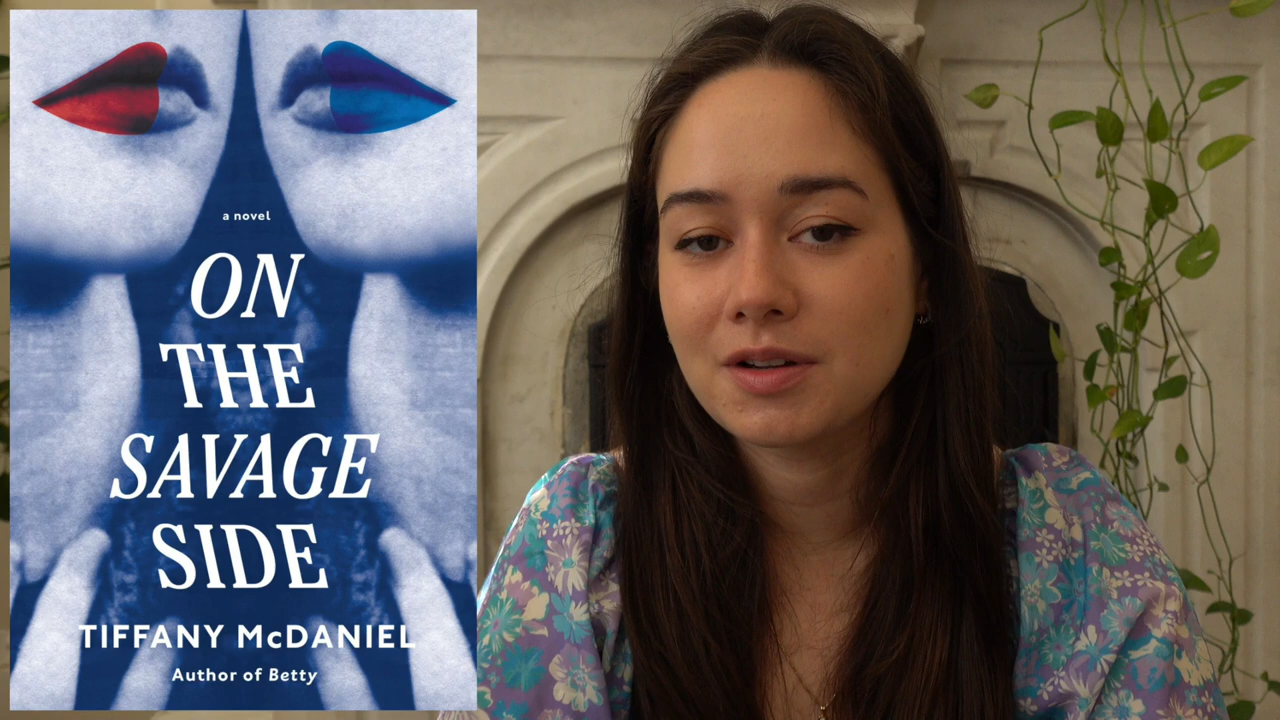 a novel
ON
THE
SAVAGE
SIDE
TIFFANY McDANIEL
Author of Betty